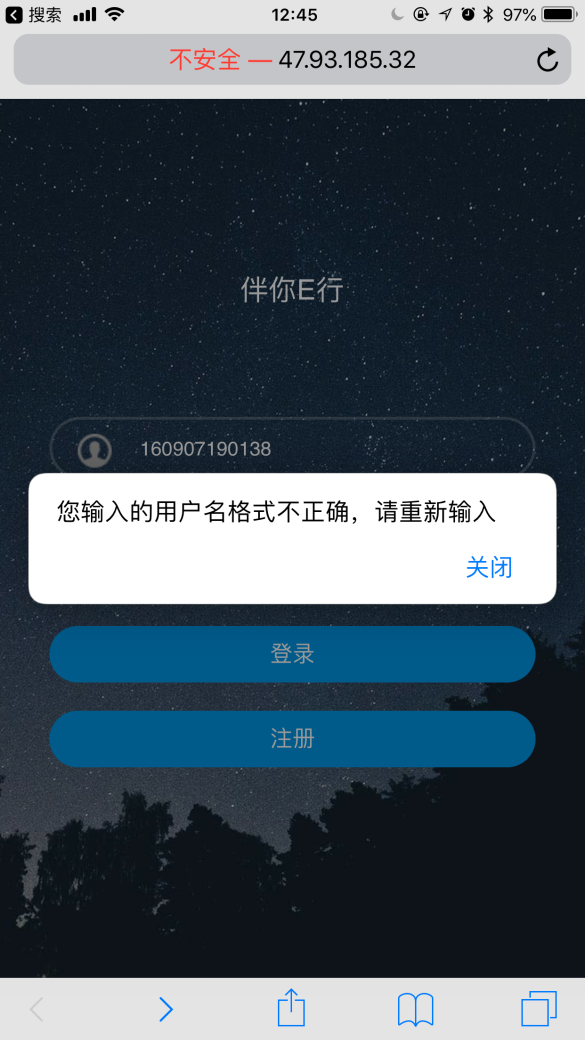 搜索
12:45
97%
不安全 — 47.93.185.32
伴你E行
160907190138
您输入的用户名格式不正确，请重新输入
关闭
登录
注册